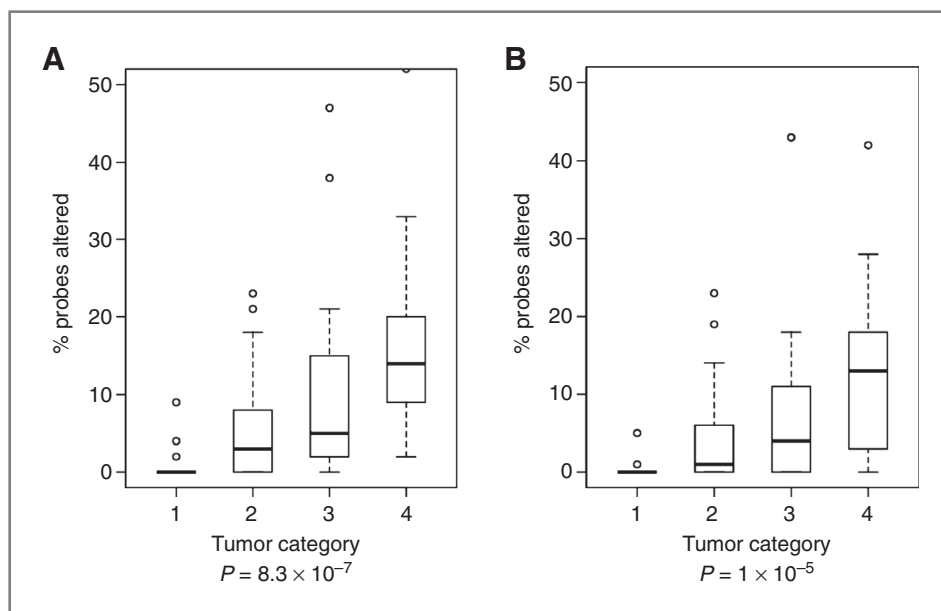 A
B
% probes altered
50
40
30
20
10
0
1 2 3 4
Tumor category
P = 8.3 × 10⁻⁷
% probes altered
50
40
30
20
10
0
1 2 3 4
Tumor category
P = 1 × 10⁻⁵